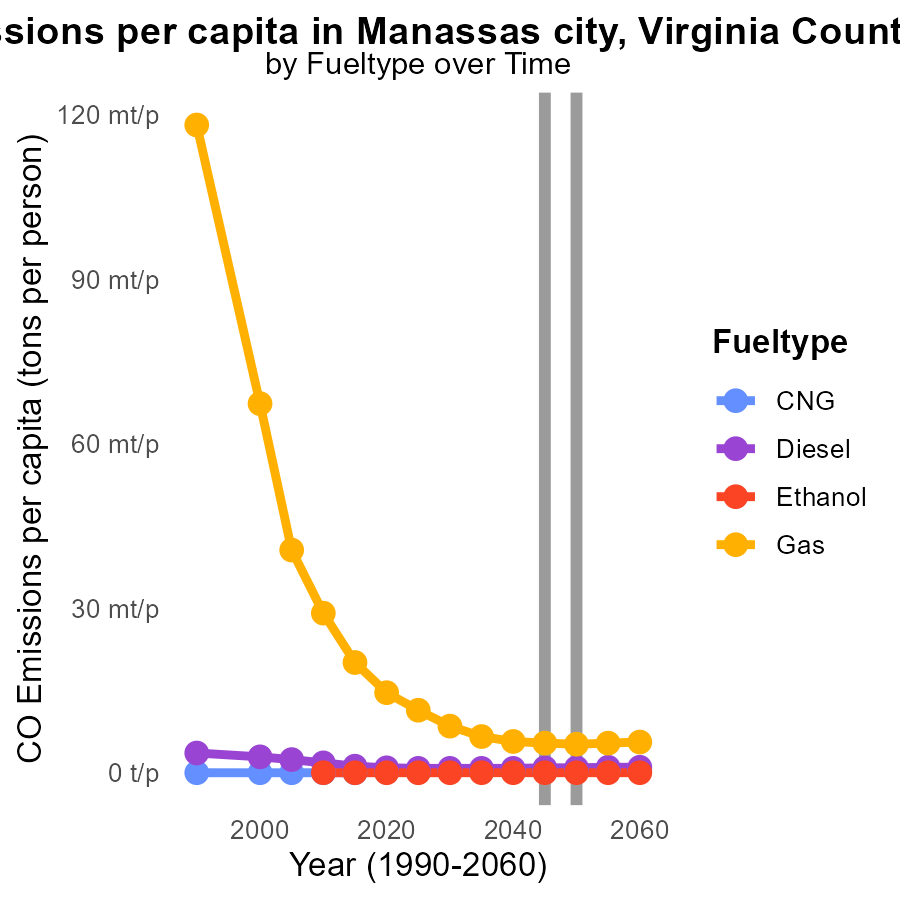 per capita in Manassas city, Virginia
by Fueltype over Time
120 mt/p
90 mt/p
60 mt/p
30 mt/p
0 t/p
CO Emissions per capita (tons per person)
2000 2020 2040 2060
Year (1990-2060)
Fueltype
CNG
Diesel
Ethanol
Gas